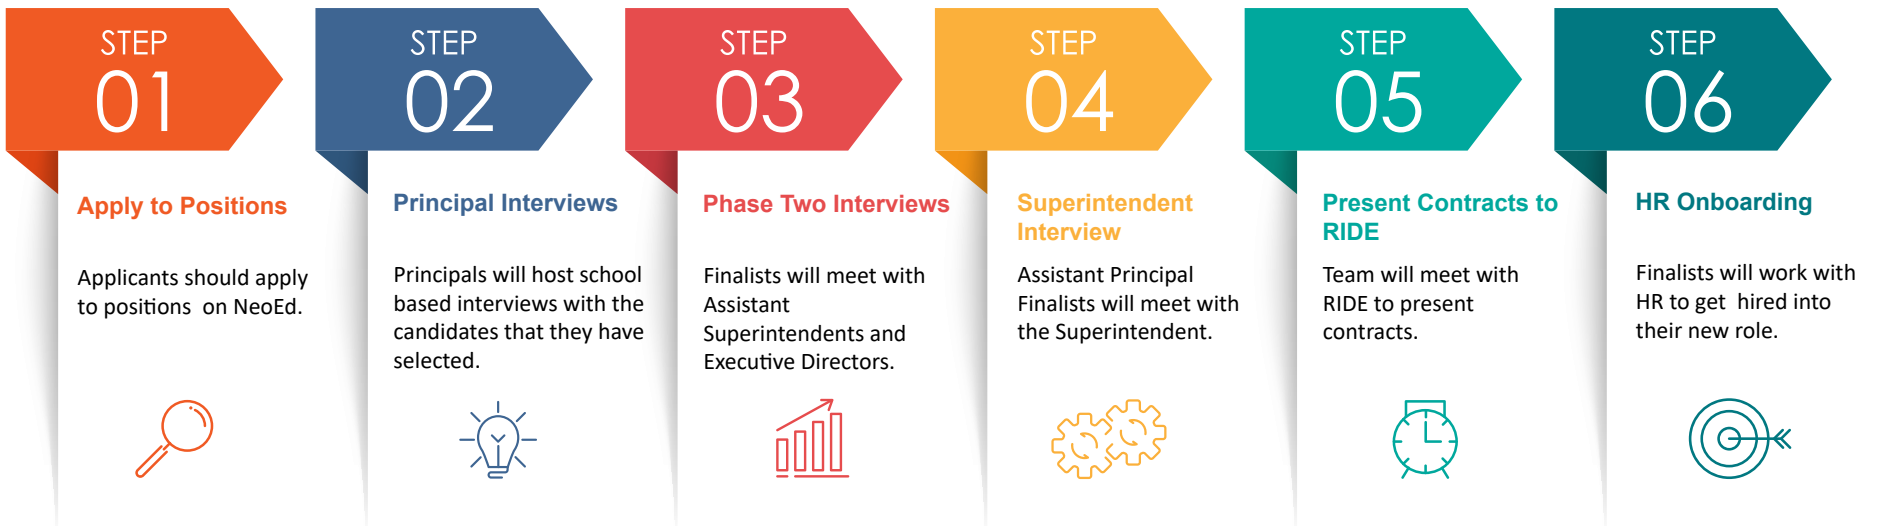 STEP
01
Apply to Positions
Applicants should apply
to positions  on NeoEd.
STEP
02
Principal Interviews
Principals will host school
based interviews with the
candidates that they have
selected.
STEP
03
Phase Two Interviews
Finalists will meet with
Assistant
Superintendents and
Executive Directors.
STEP
04
Superintendent
Interview
Assistant Principal
Finalists will meet with
the Superintendent.
STEP
05
Present Contracts to
RIDE
Team will meet with
RIDE to present
contracts.
STEP
06
HR Onboarding
Finalists will work with
HR to get  hired into
their new role.